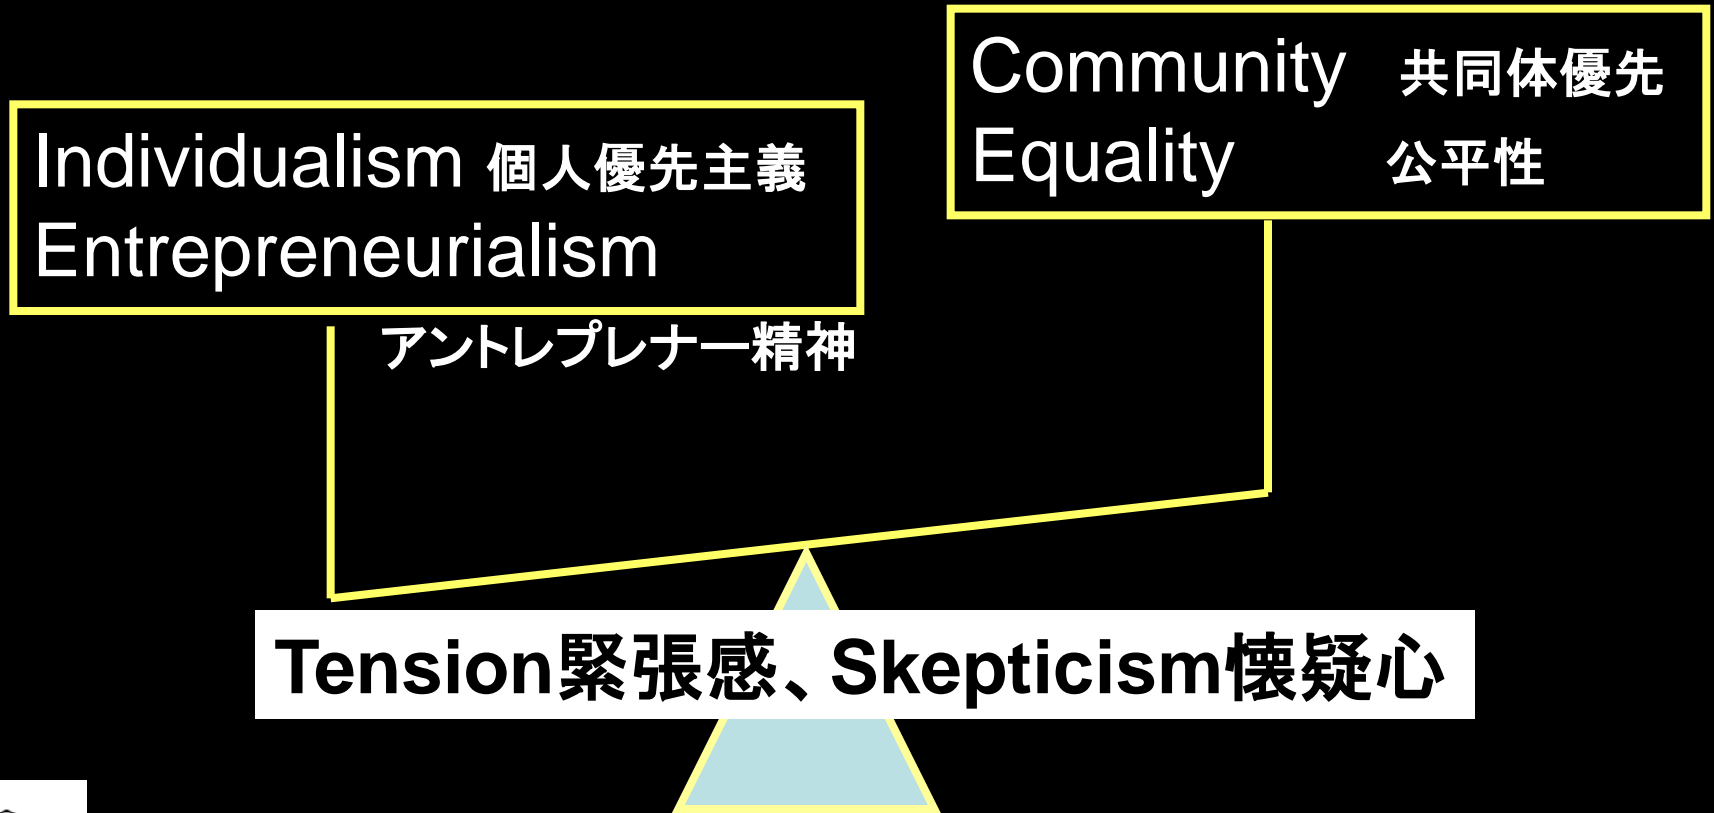 Individualism 個人優先主義
Entrepreneurialism
アントレプレナー精神
Community 共同体優先
Equality 公平性
Tension緊張感、Skepticism懐疑心